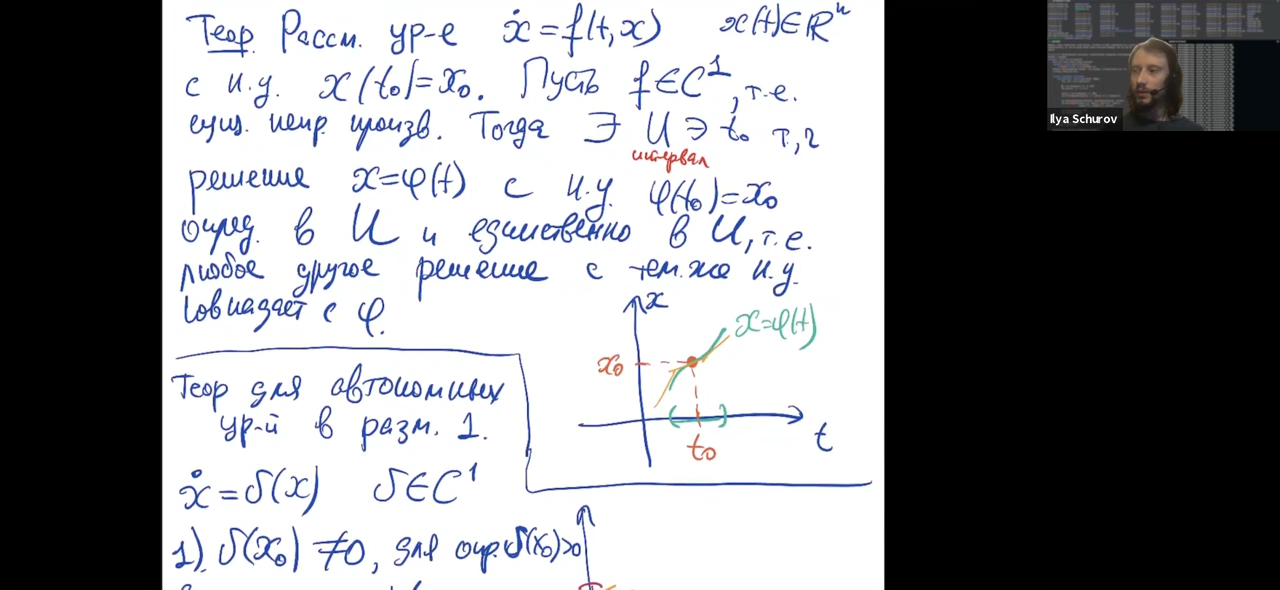 Теор. Рассм. ур-е ẋ = f(t,x) x(t)∈ℝⁿ
с н.у. x(t₀)=x₀. Пусть f∈C¹, т.е.
сущ. непр. произв. Тогда ∃ U∋t₀ т,ч
интервал
решение x=φ(t) с н.у. φ(t₀)=x₀
опред. в U и единственно в U, т.е.
любое другое решение с тем.же н.у.
совпадает с φ.
x
x=φ(t)
x₀
t₀
t
Теор для автономных
ур-й в разм. 1.
ẋ = υ(x) υ∈C¹
1). υ(x₀) ≠0, для опр. υ(x₀)>0
Ilya Schurov